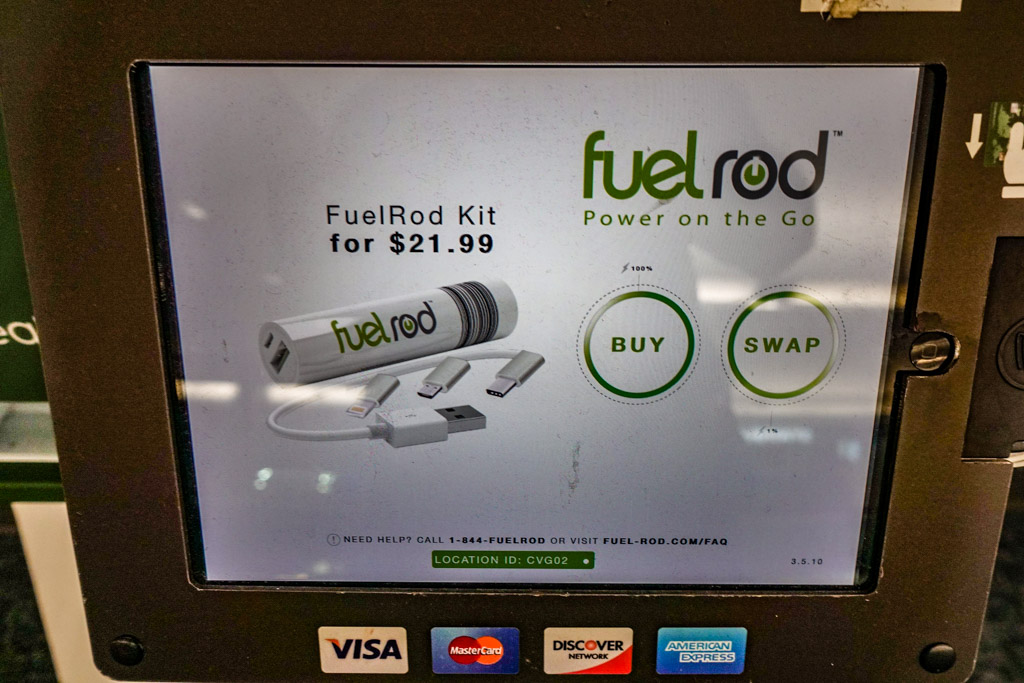 fuel rod™
Power on the Go
FuelRod Kit
for $21.99
fuelrod
100%
BUY
SWAP
1%
NEED HELP? CALL 1-844-FUELROD OR VISIT FUEL-ROD.COM/FAQ
LOCATION ID: CVG02
3.5.10
VISA
MasterCard
DISCOVER
NETWORK
AMERICAN
EXPRESS